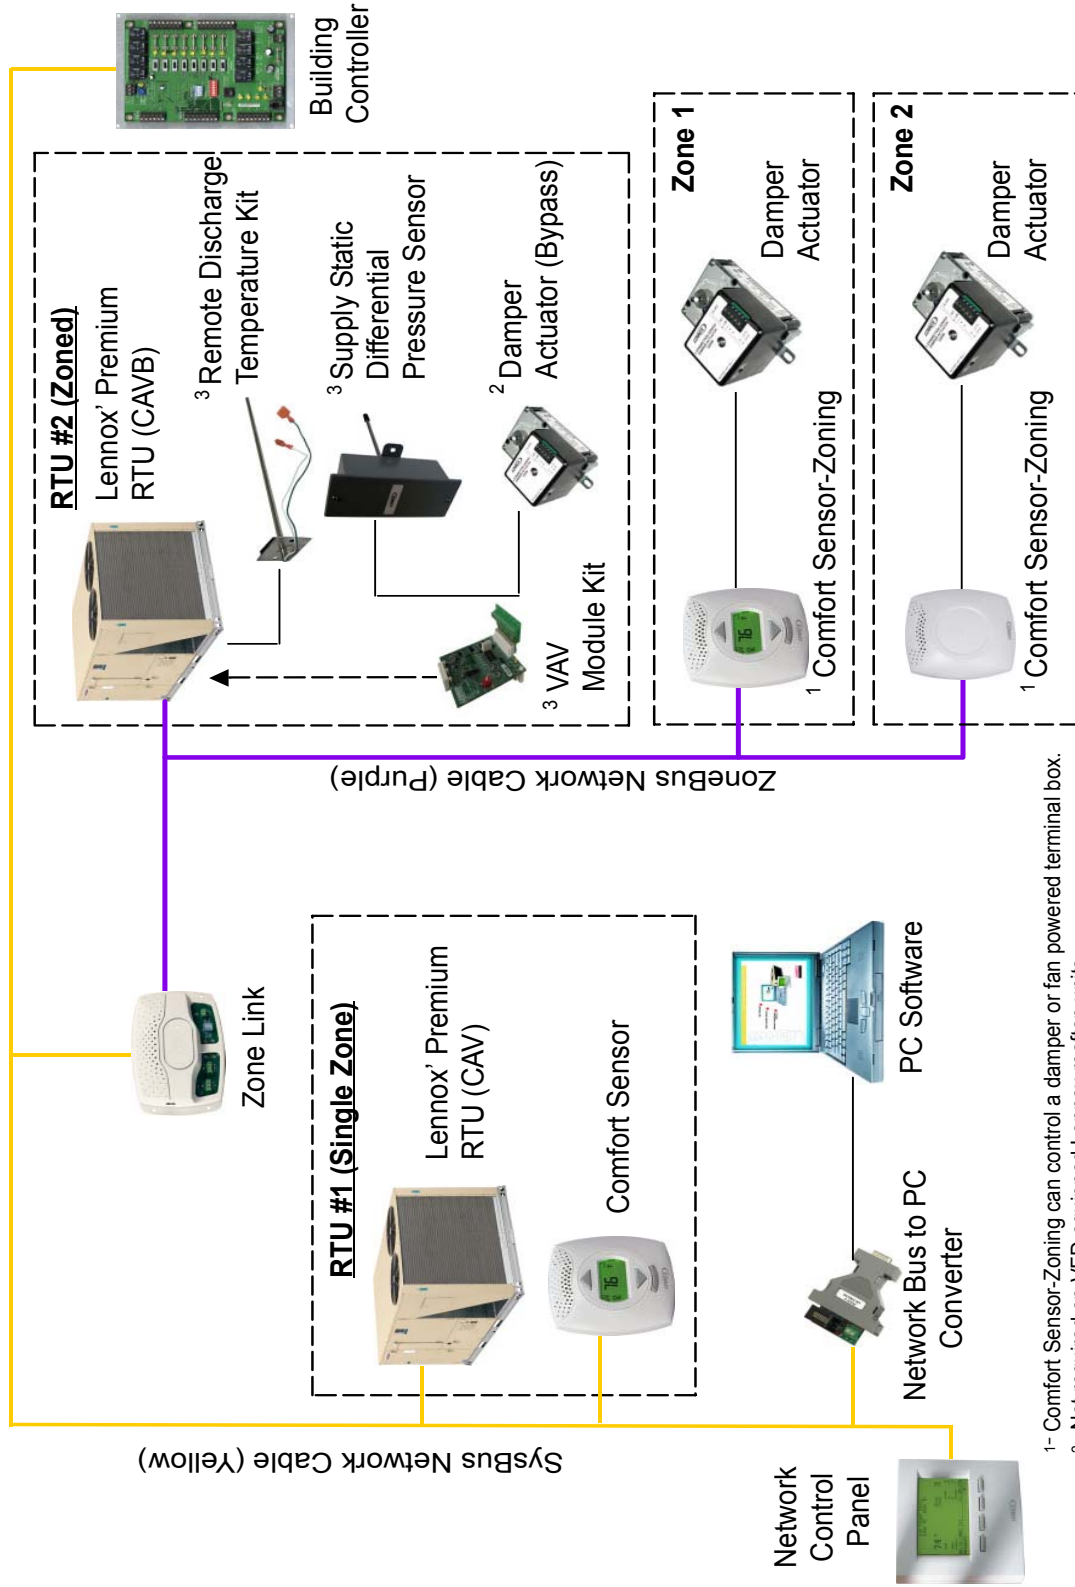 Building
Controller
RTU #2 (Zoned)
Lennox' Premium
RTU (CAVB)
3 Remote Discharge
Temperature Kit
3 Supply Static
Differential
Pressure Sensor
2 Damper
Actuator (Bypass)
3 VAV
Module Kit
Zone 1
Damper
Actuator
1 Comfort Sensor-Zoning
Zone 2
Damper
Actuator
1 Comfort Sensor-Zoning
ZoneBus Network Cable (Purple)
Zone Link
RTU #1 (Single Zone)
Lennox' Premium
RTU (CAV)
Comfort Sensor
PC Software
Network Bus to PC
Converter
SysBus Network Cable (Yellow)
Network
Control
Panel
76
76
74
1- Comfort Sensor-Zoning can control a damper or fan powered terminal box.